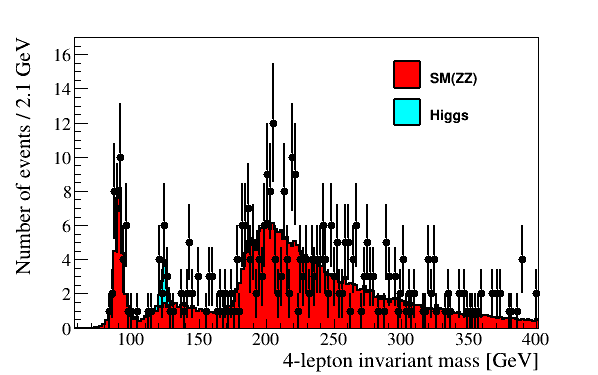 Number of events / 2.1 GeV
16
14
12
10
8
6
4
2
0
SM(ZZ)
Higgs
100 150 200 250 300 350 400
4-lepton invariant mass [GeV]